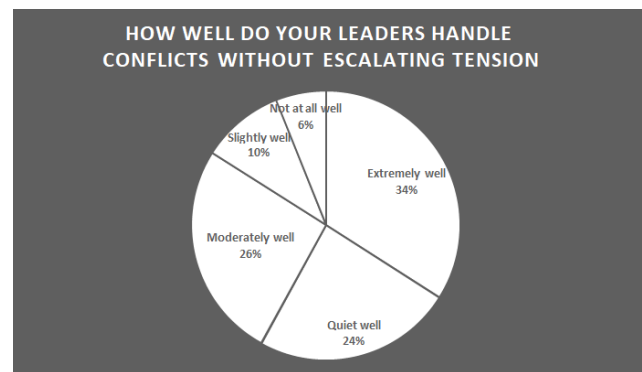 HOW WELL DO YOUR LEADERS HANDLE
CONFLICTS WITHOUT ESCALATING TENSION
Not at all well
6%
Slightly well
10%
Extremely well
34%
Moderately well
26%
Quiet well
24%